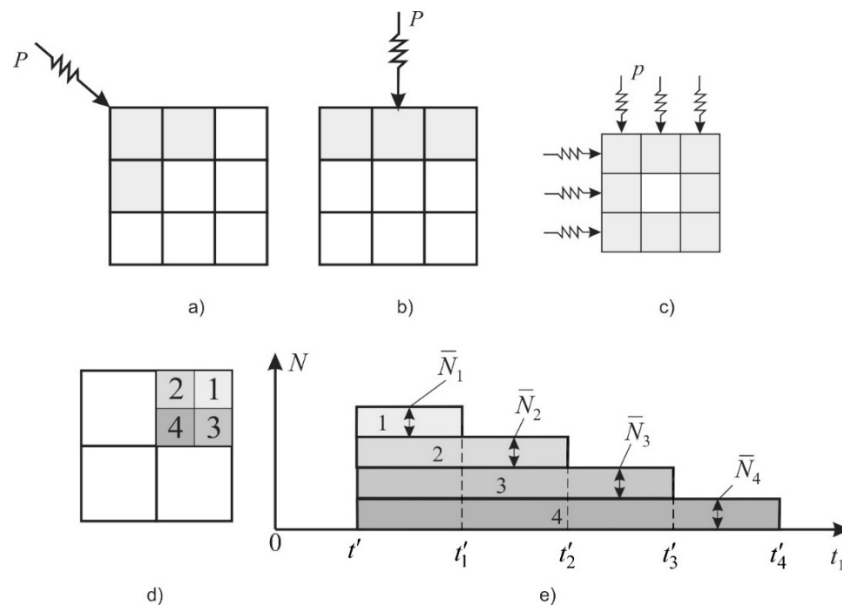 P
P
p
a)
b)
c)
2 1
4 3
d)
N
N̅₁
N̅₂
N̅₃
N̅₄
1
2
3
4
0 t′ t′₁ t′₂ t′₃ t′₄ t₁
e)